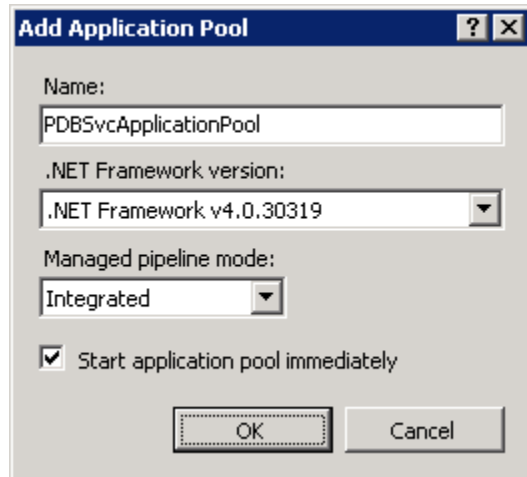 Add Application Pool
Name:
PDBSvcApplicationPool
.NET Framework version:
.NET Framework v4.0.30319
Managed pipeline mode:
Integrated
Start application pool immediately
OK Cancel